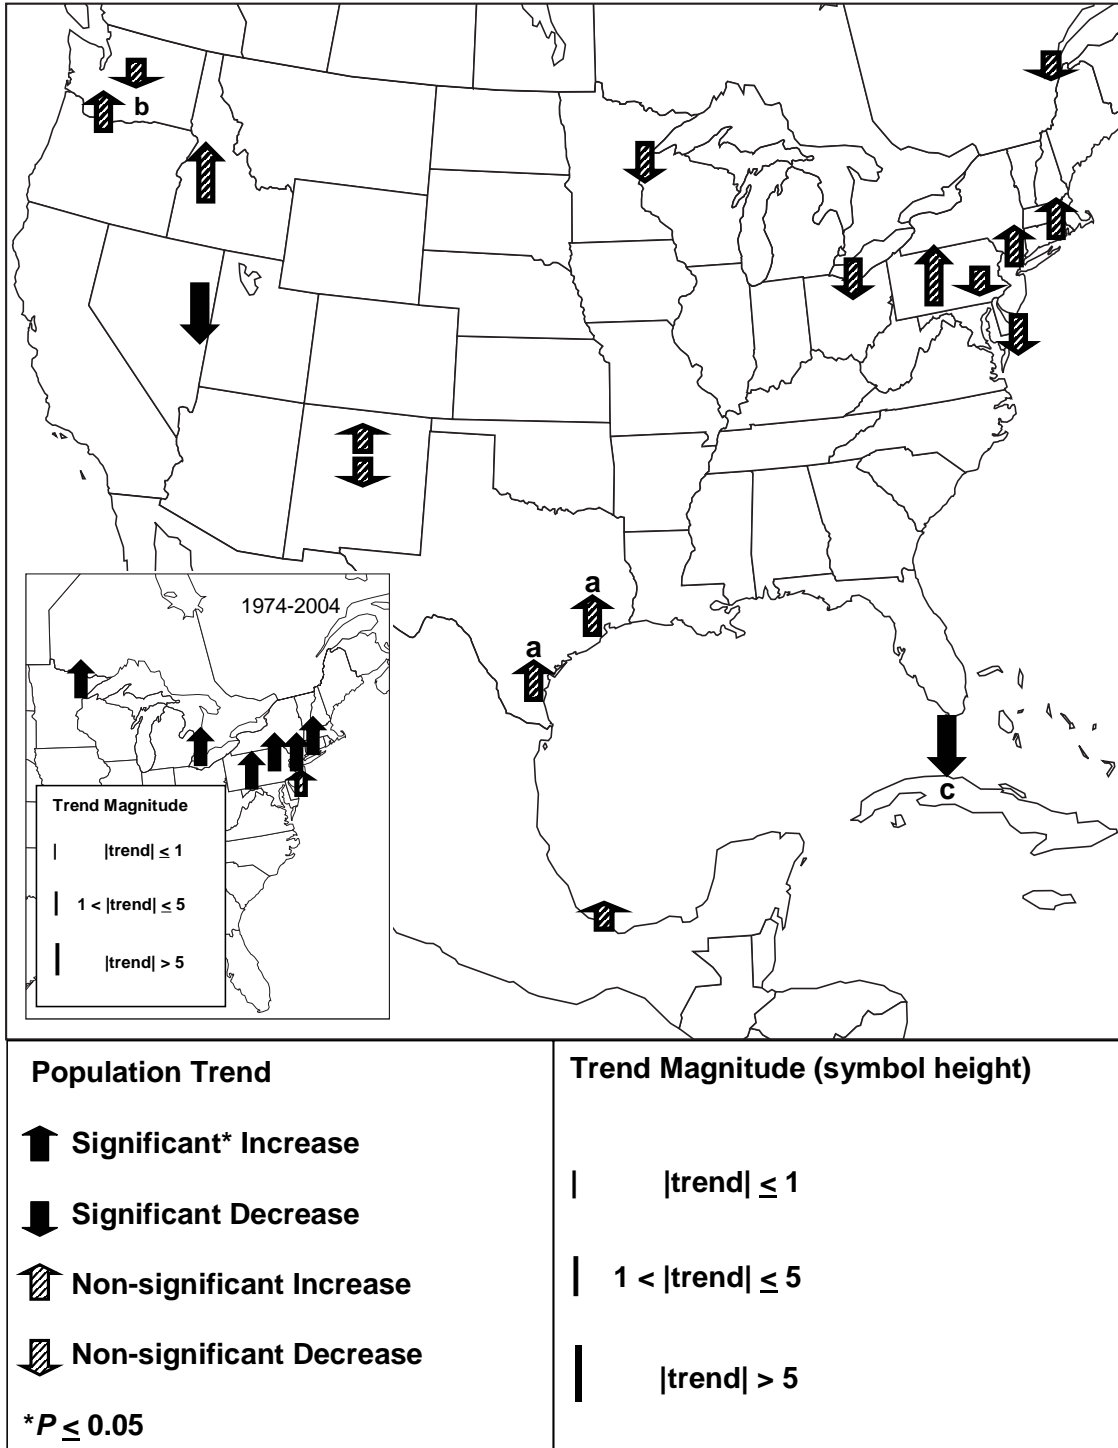 b
a
a
c
1974-2004
Trend Magnitude
|trend| ≤ 1
1 < |trend| ≤ 5
|trend| > 5
Population Trend
Significant* Increase
Significant Decrease
Non-significant Increase
Non-significant Decrease
*P ≤ 0.05
Trend Magnitude (symbol height)
|trend| ≤ 1
1 < |trend| ≤ 5
|trend| > 5